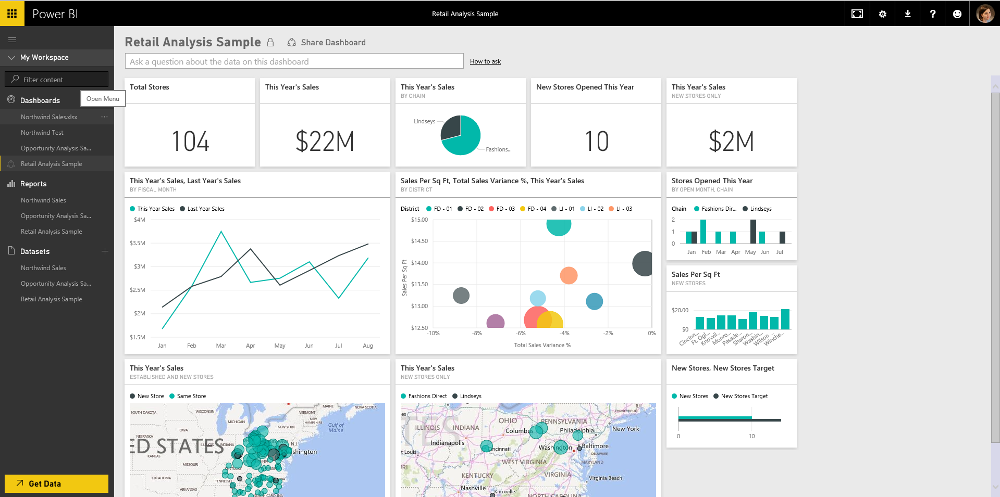 Power BI
Retail Analysis Sample
?
My Workspace
Filter content
Dashboards
Open Menu
Northwind Sales.xlsx ...
Northwind Test
Opportunity Analysis Sa...
Retail Analysis Sample
Reports
Northwind Sales
Opportunity Analysis Sa...
Retail Analysis Sample
Datasets
Northwind Sales
Opportunity Analysis Sa...
Retail Analysis Sample
Get Data
Retail Analysis Sample
Share Dashboard
Ask a question about the data on this dashboard
How to ask
Total Stores
104
This Year's Sales
$22M
This Year's Sales
BY CHAIN
Lindseys
Fashions...
New Stores Opened This Year
10
This Year's Sales
NEW STORES ONLY
$2M
This Year's Sales, Last Year's Sales
BY FISCAL MONTH
This Year Sales Last Year Sales
$4M
$3.5M
$3M
$2.5M
$2M
$1.5M
Jan Feb Mar Apr May Jun Jul Aug
Sales Per Sq Ft, Total Sales Variance %, This Year's Sales
BY DISTRICT
District FD - 01 FD - 02 FD - 03 FD - 04 LI - 01 LI - 02 LI - 03
Sales Per Sq Ft
$15.00
$14.50
$14.00
$13.50
$13.00
$12.50
-10% -8% -6% -4% -2% 0%
Total Sales Variance %
Stores Opened This Year
BY OPEN MONTH, CHAIN
Chain Fashions Dir... Lindseys
2
1
0
Jan Feb Mar Apr May Jun Jul
Sales Per Sq Ft
NEW STORES
$20.00
$0
Cincinn... Ft. Ogl... Knoxvil... Monro... Pasade... Sharon... Washin... Wilson ... Winche...
This Year's Sales
ESTABLISHED AND NEW STORES
New Store Same Store
MAINE
NOVA SCOTIA
SOUTH DAKOTA
WISCONSIN
VERMONT
MICHIGAN
NEW HAMPSHIRE
NEW YORK
Gulf of Maine
IOWA
NEBRASKA
ILLINOIS
INDIANA
N.J.
ED STATES
shington
KANSAS
MISSOURI
KENTUCKY
OKLAHOMA
TENNESSEE
ARKANSAS
SOUTH CAROLINA
This Year's Sales
NEW STORES ONLY
Fashions Direct Lindseys
R.I.
CONNECTICUT
TES
OHIO
PENNSYLVANIA
ILLINOIS
INDIANA
Columbus
Philadelphia
New York
Indianapolis
Cincinnati
Washington
Baltimore
t Louis
DELAWARE
WEST VIRGINIA
MARYLAND
URI
KENTUCKY
VIRGINIA
Virginia Beach
Nashville
Knoxville
NORTH CAROLINA
New Stores, New Stores Target
New Stores New Stores Target
0 10